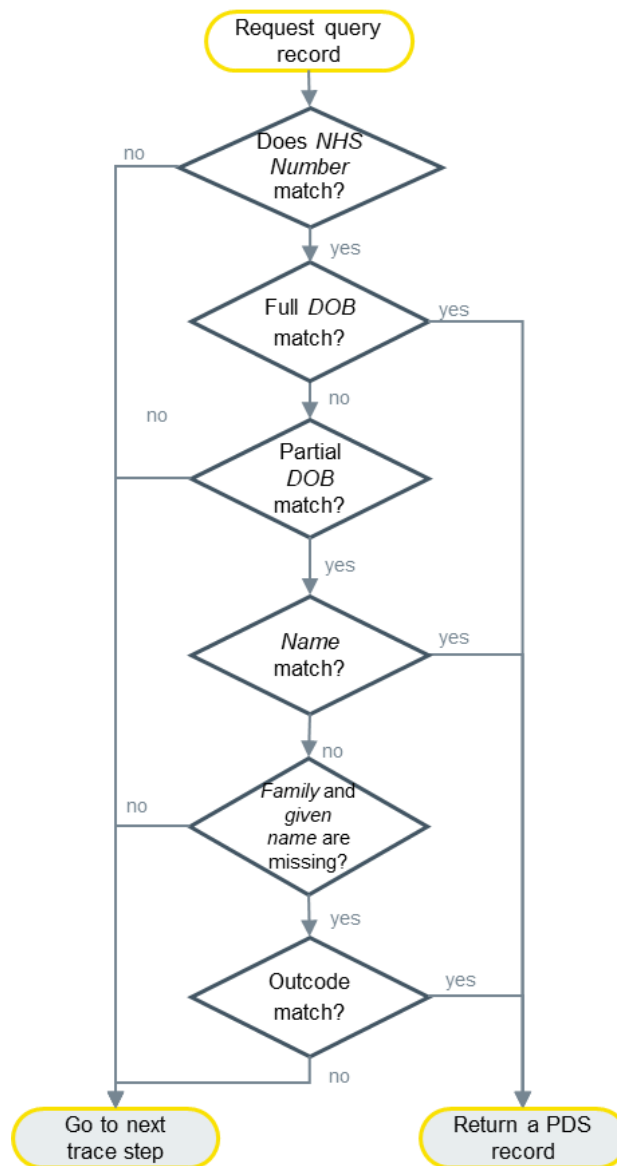 Request query
record
Does NHS
Number
match?
no
yes
Full DOB
match?
yes
no
no
Partial
DOB
match?
yes
Name
match?
yes
no
Family and
given
name are
missing?
no
yes
Outcode
match?
yes
no
Go to next
trace step
Return a PDS
record